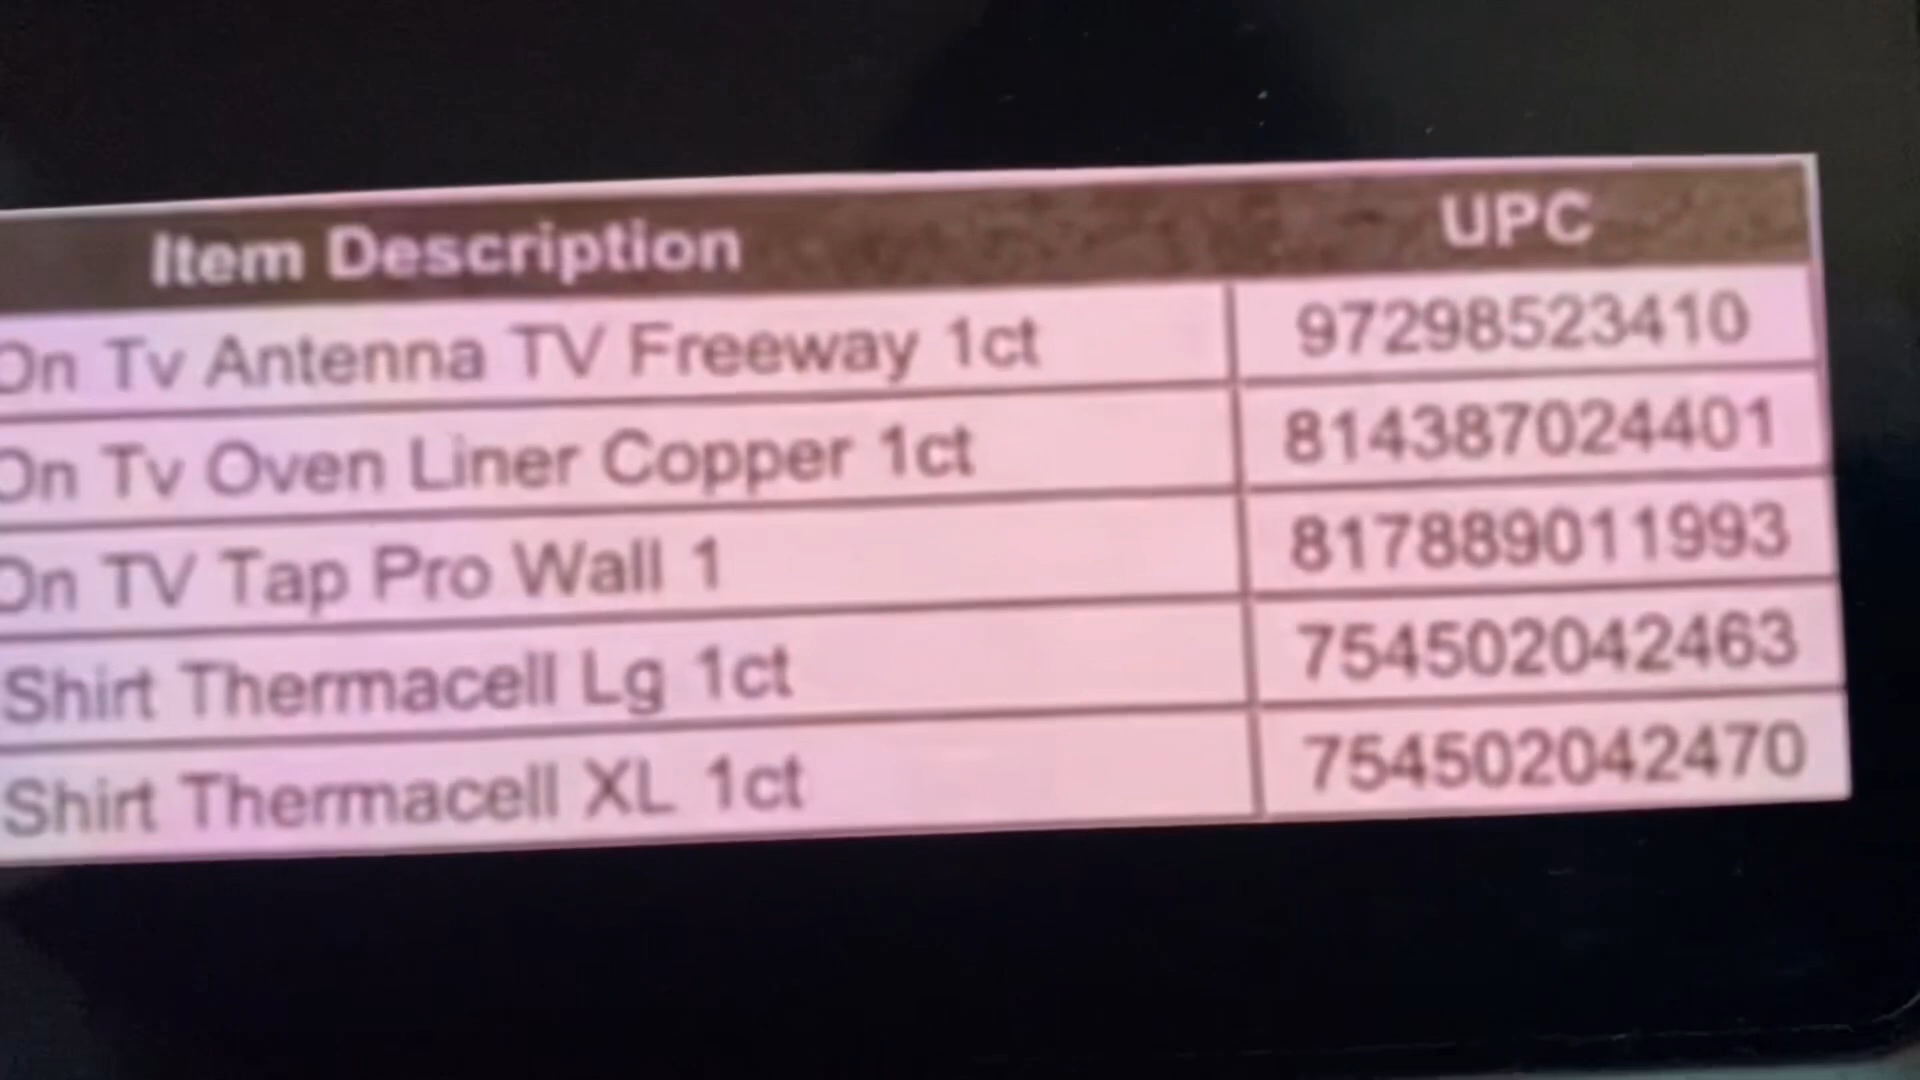 Item Description UPC
On Tv Antenna TV Freeway 1ct 97298523410
On Tv Oven Liner Copper 1ct 814387024401
On TV Tap Pro Wall 1 817889011993
Shirt Thermacell Lg 1ct 754502042463
Shirt Thermacell XL 1ct 754502042470